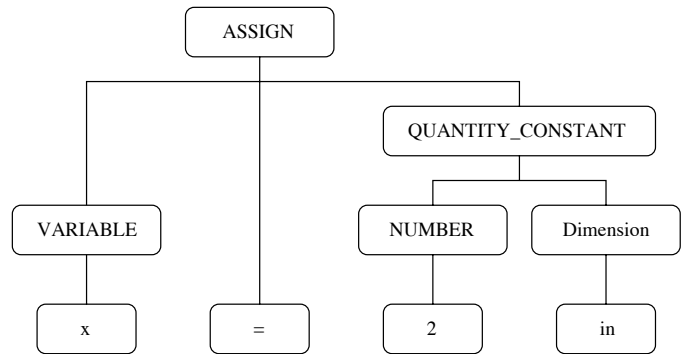 ASSIGN
QUANTITY_CONSTANT
VARIABLE
NUMBER
Dimension
x
=
2
in